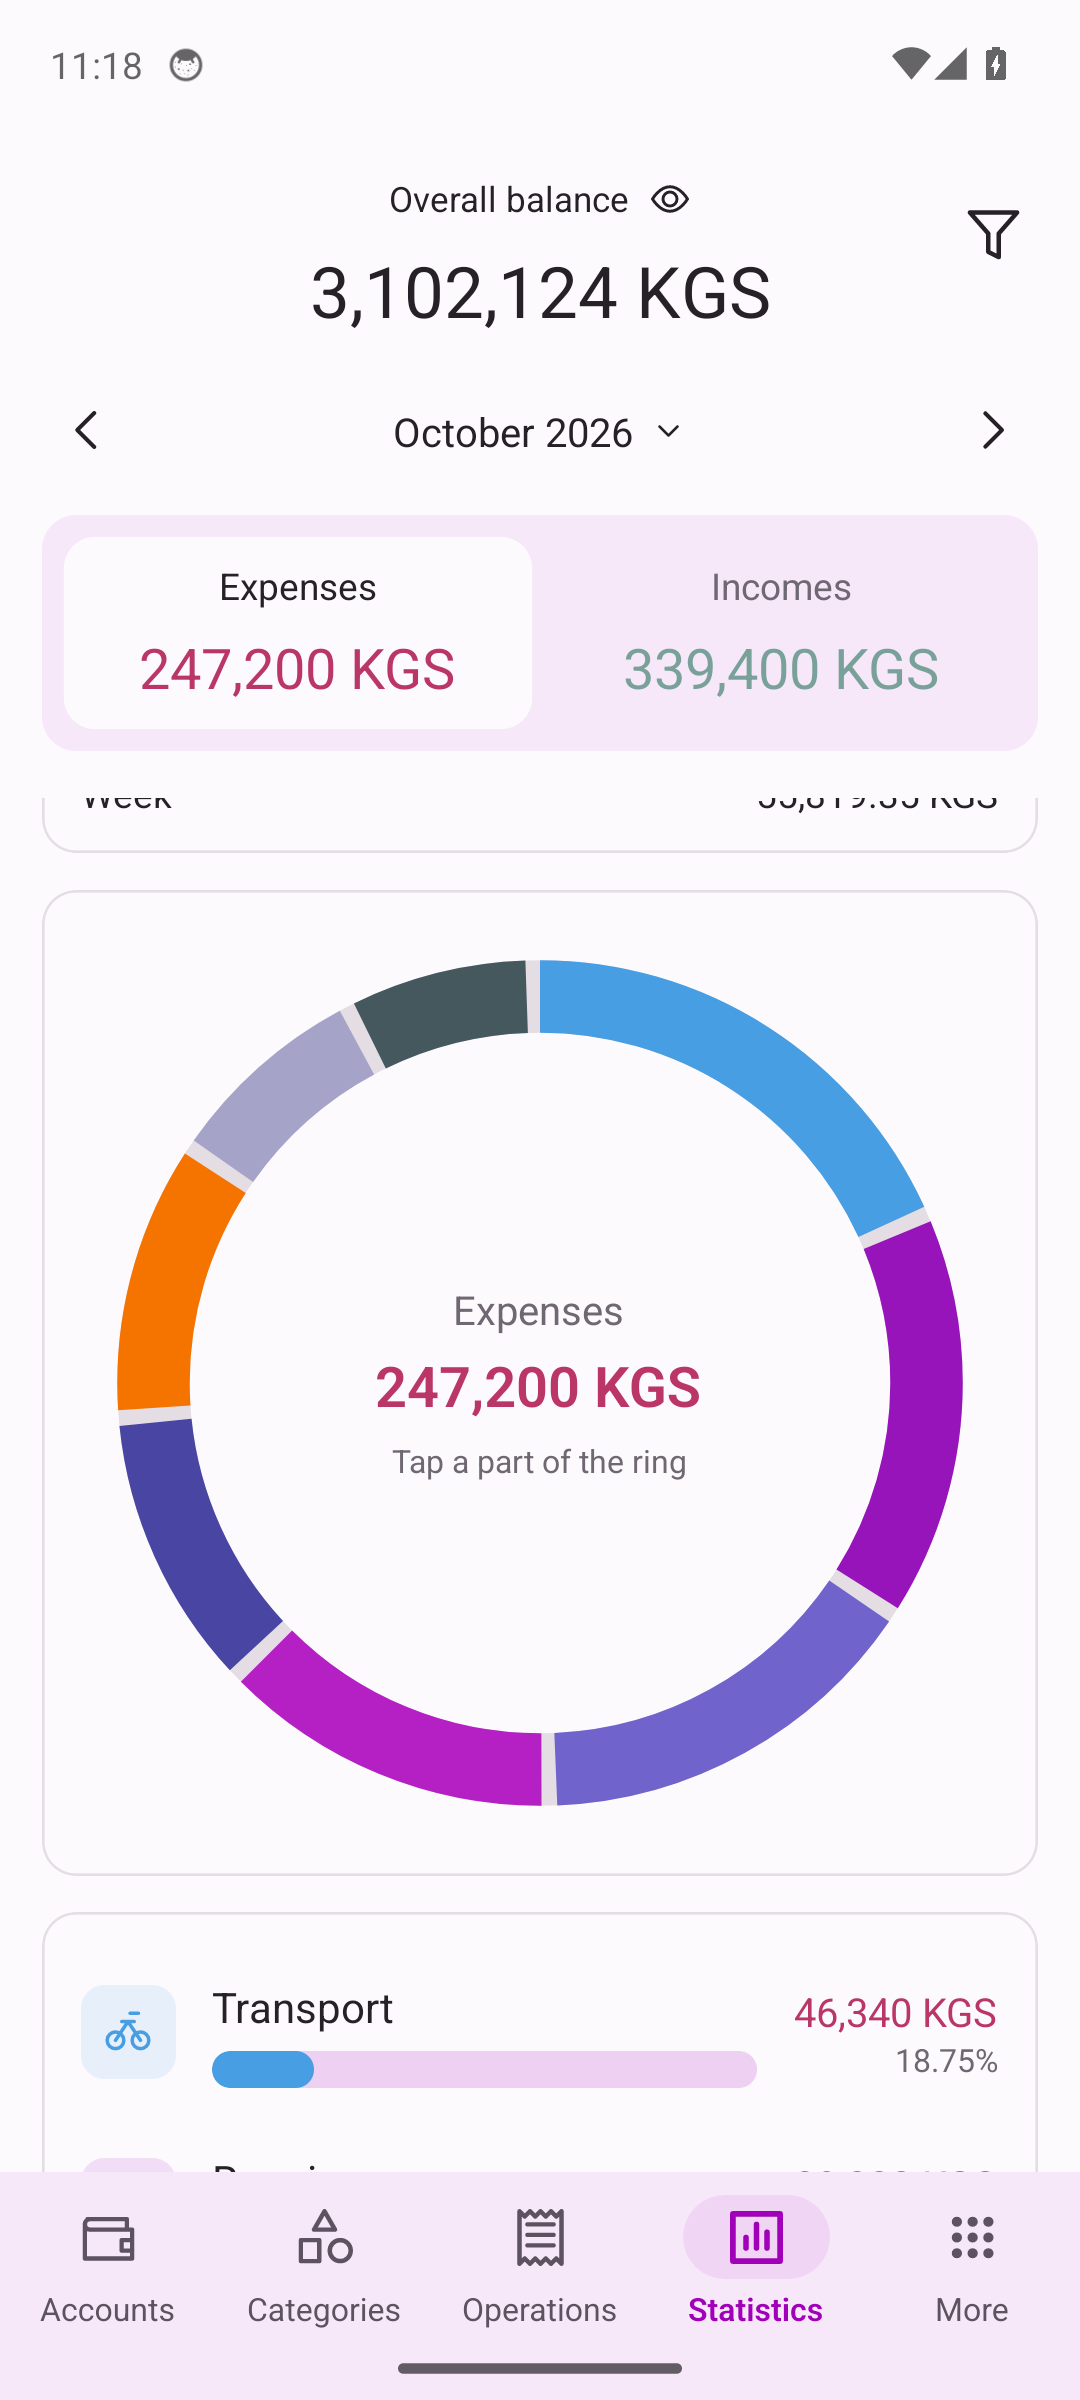 11:18
Overall balance
3,102,124 KGS
October 2026
Expenses
Incomes
247,200 KGS
339,400 KGS
Week
Expenses
247,200 KGS
Tap a part of the ring
Transport
46,340 KGS
18.75%
Accounts
Categories
Operations
Statistics
More